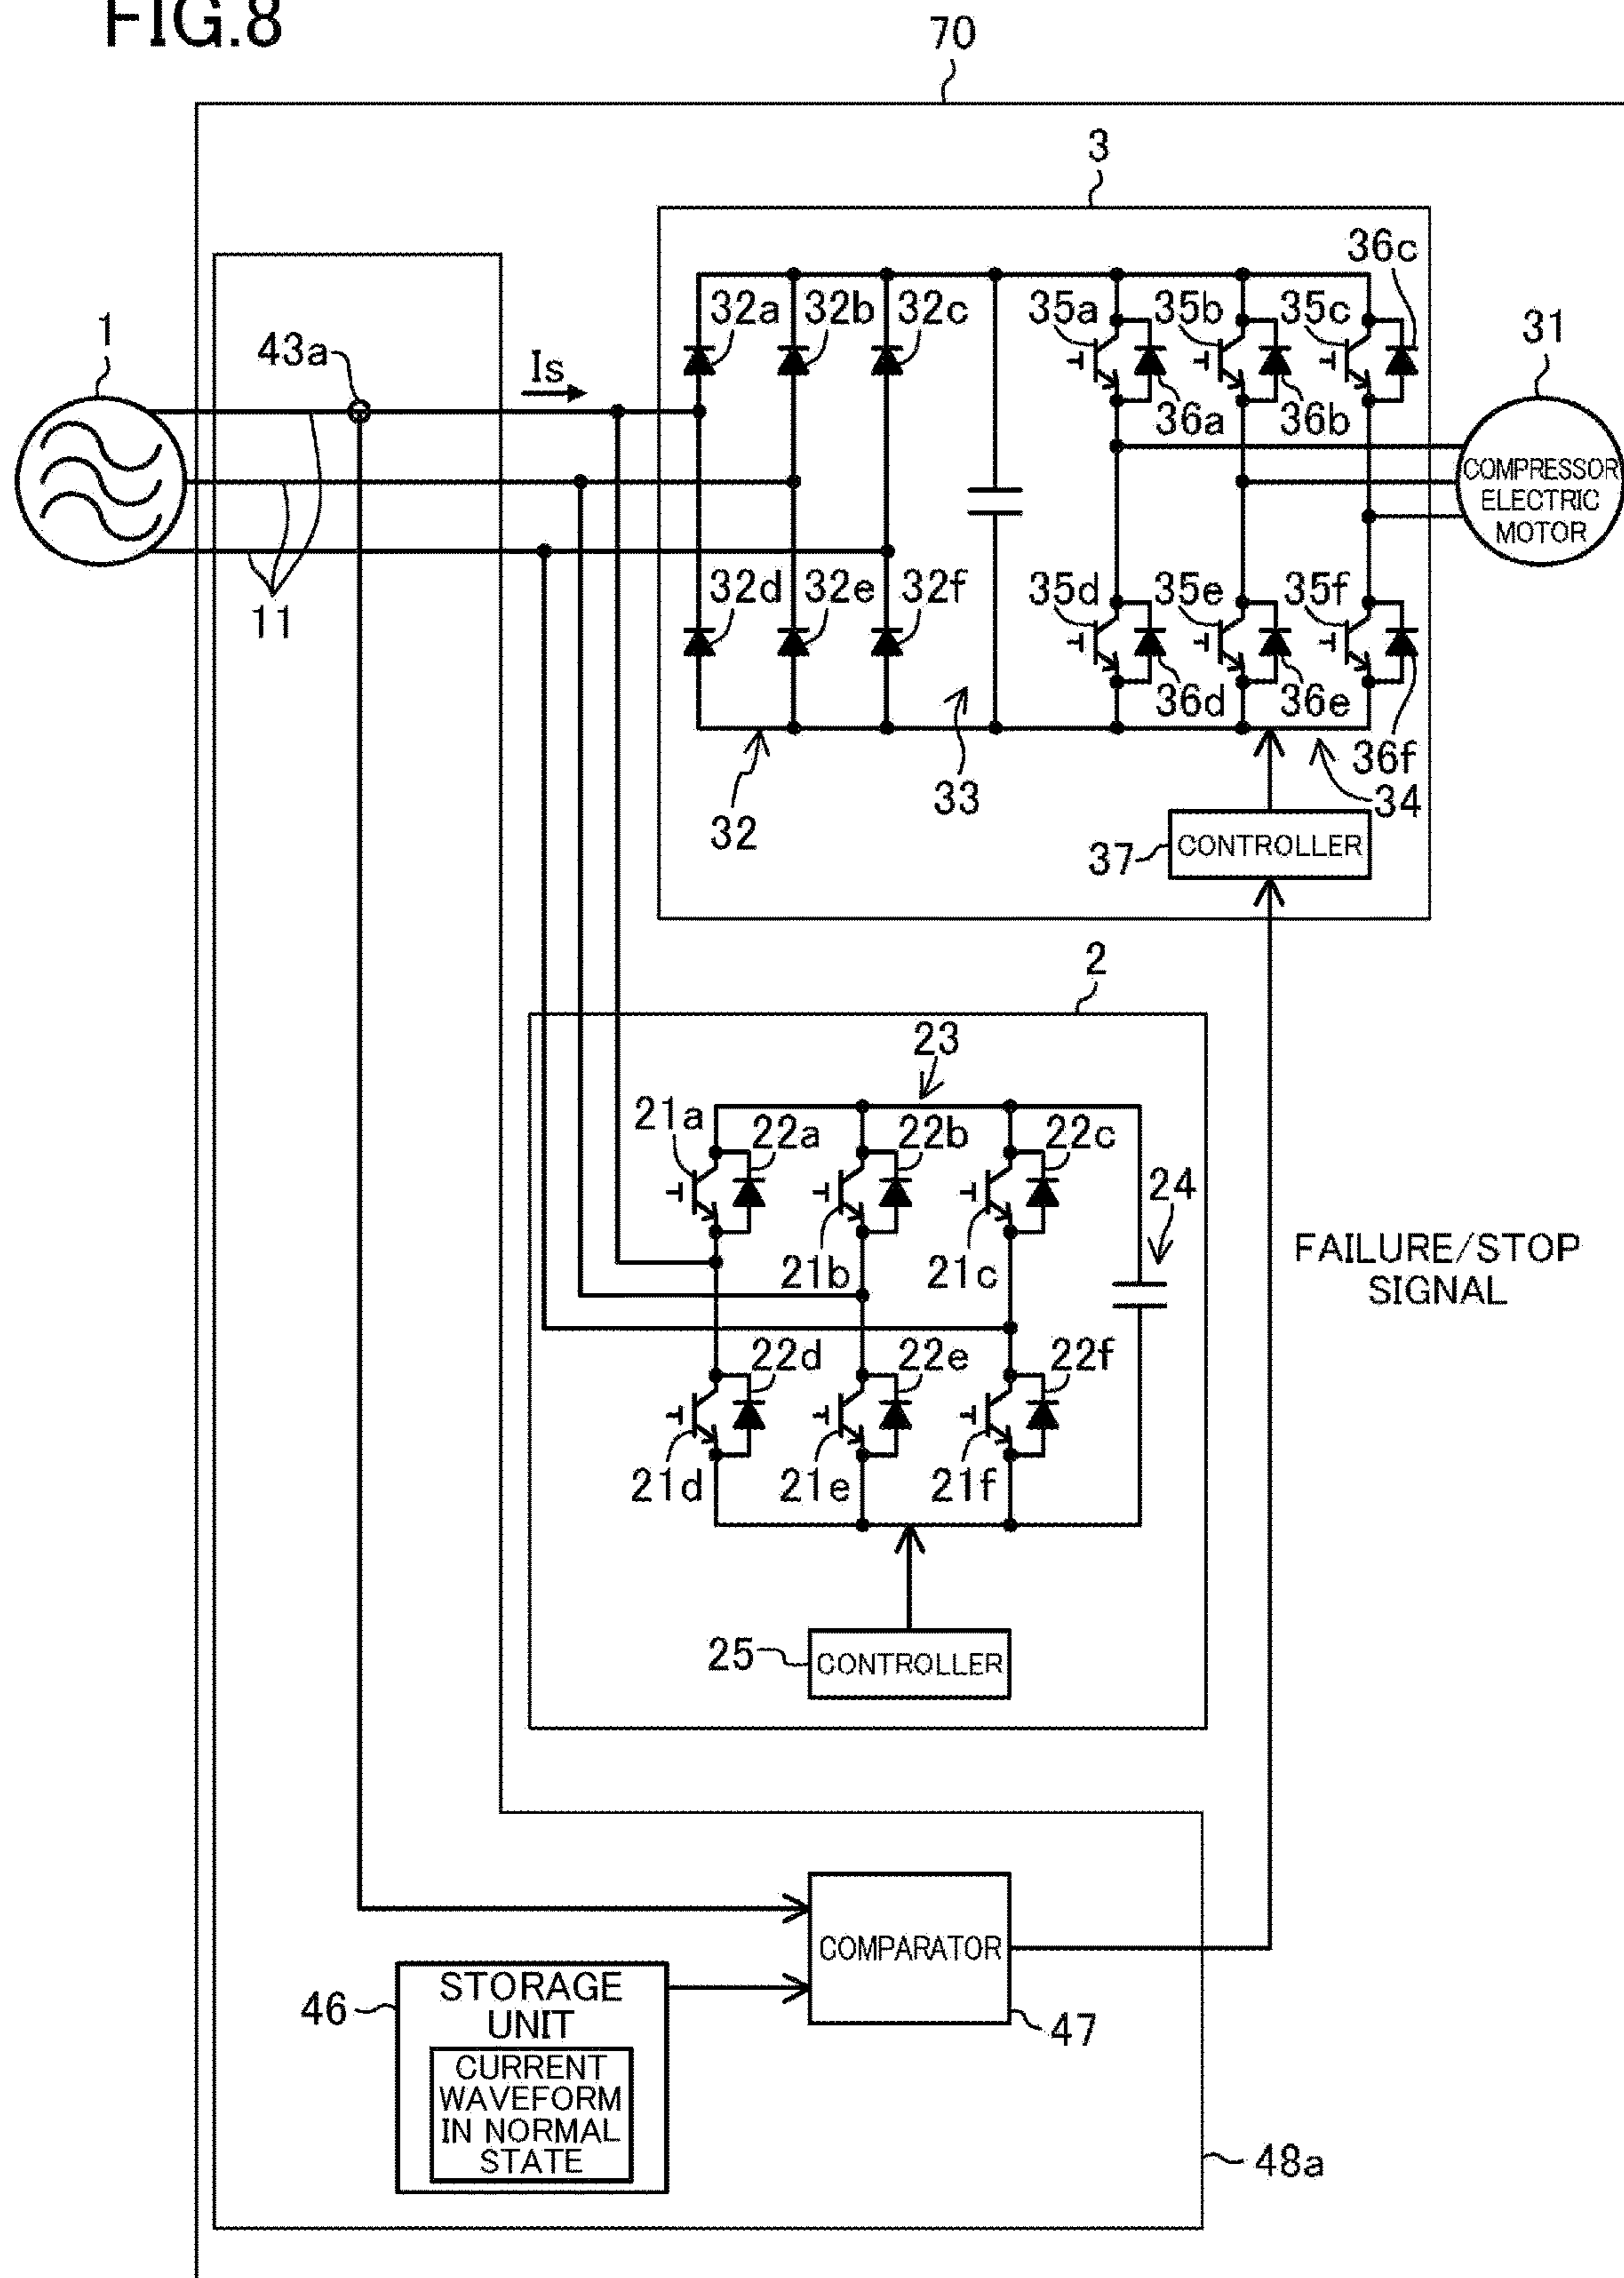 FIG.8
70
3
36c
32a 32b 32c 35a 35b 35c
1
43a
Is
31
36a 36b
COMPRESSOR
ELECTRIC
MOTOR
32d 32e 32f 35d 35e 35f
11
36d 36e
33
36f
32
34
37
CONTROLLER
2
23
21a 22a 22b 22c
24
21b 21c
FAILURE/STOP
SIGNAL
22d 22e 22f
21d 21e 21f
25
CONTROLLER
COMPARATOR
46
STORAGE
UNIT
47
CURRENT
WAVEFORM
IN NORMAL
STATE
48a